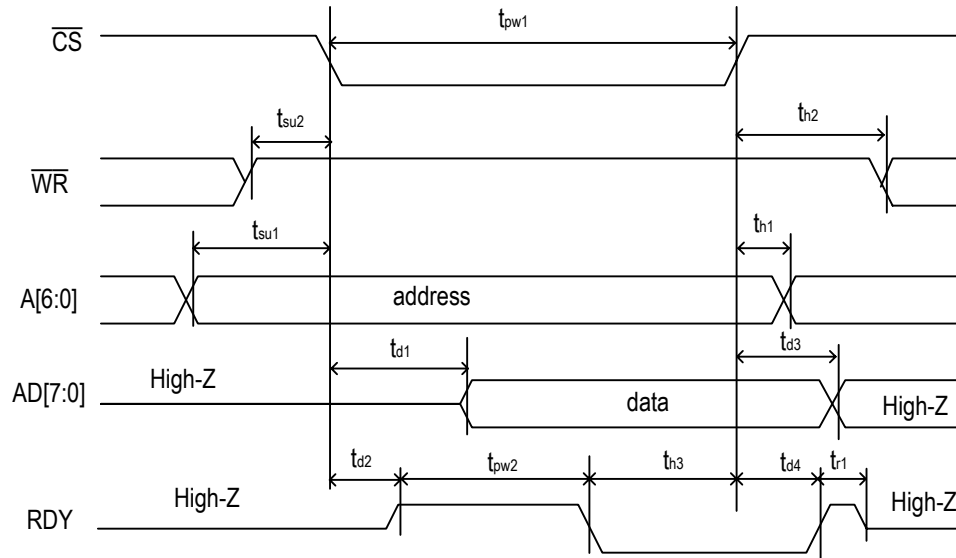 CS
tpw1
tsu2
th2
WR
tsu1
th1
A[6:0]
address
td1
td3
AD[7:0]
High-Z
data
High-Z
td2
tpw2
th3
td4
tr1
RDY
High-Z
High-Z